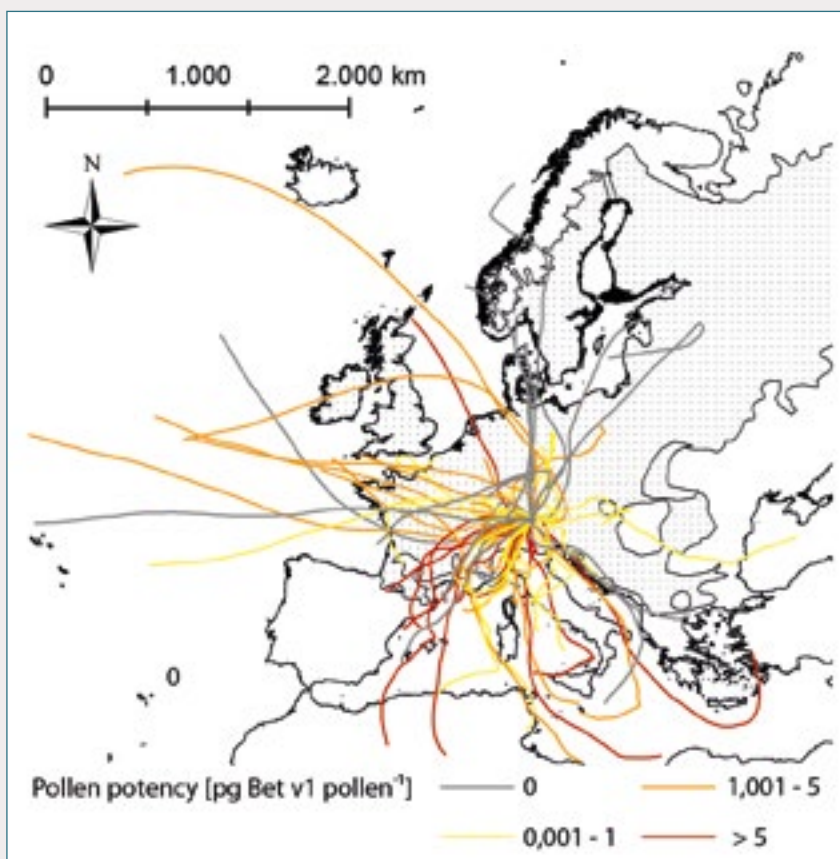 0 1.000 2.000 km
N
0
Pollen potency [pg Bet v1 pollen⁻¹] 0 1,001 - 5
0,001 - 1 > 5